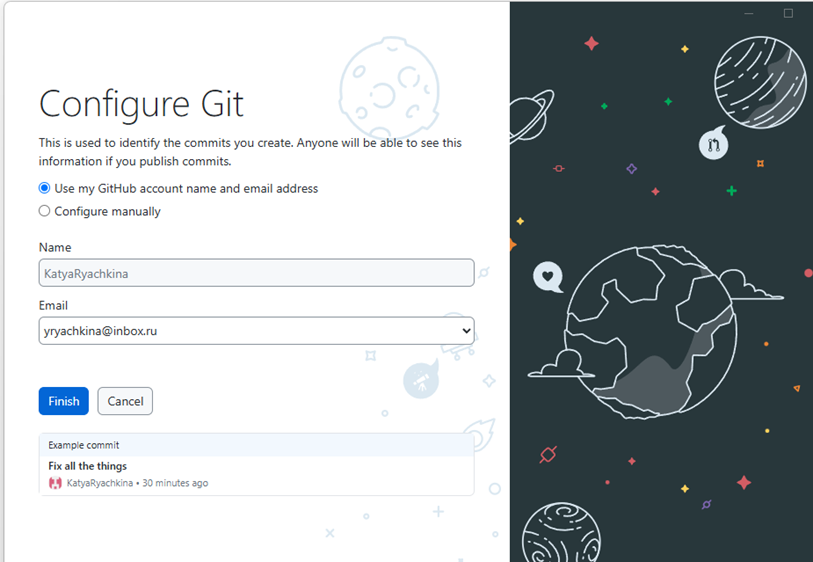 Configure Git
This is used to identify the commits you create. Anyone will be able to see this
information if you publish commits.
Use my GitHub account name and email address
Configure manually
Name
KatyaRyachkina
Email
yryachkina@inbox.ru
Finish Cancel
Example commit
Fix all the things
KatyaRyachkina • 30 minutes ago